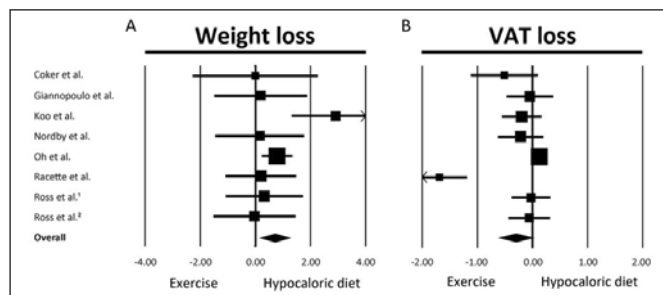 A
B
Weight loss
VAT loss
Coker et al.
Giannopoulo et al.
Koo et al.
Nordby et al.
Oh et al.
Racette et al.
Ross et al.¹
Ross et al.²
Overall
-4.00 -2.00 0.00 2.00 4.00
-2.00 -1.00 0.00 1.00 2.00
Exercise Hypocaloric diet
Exercise Hypocaloric diet